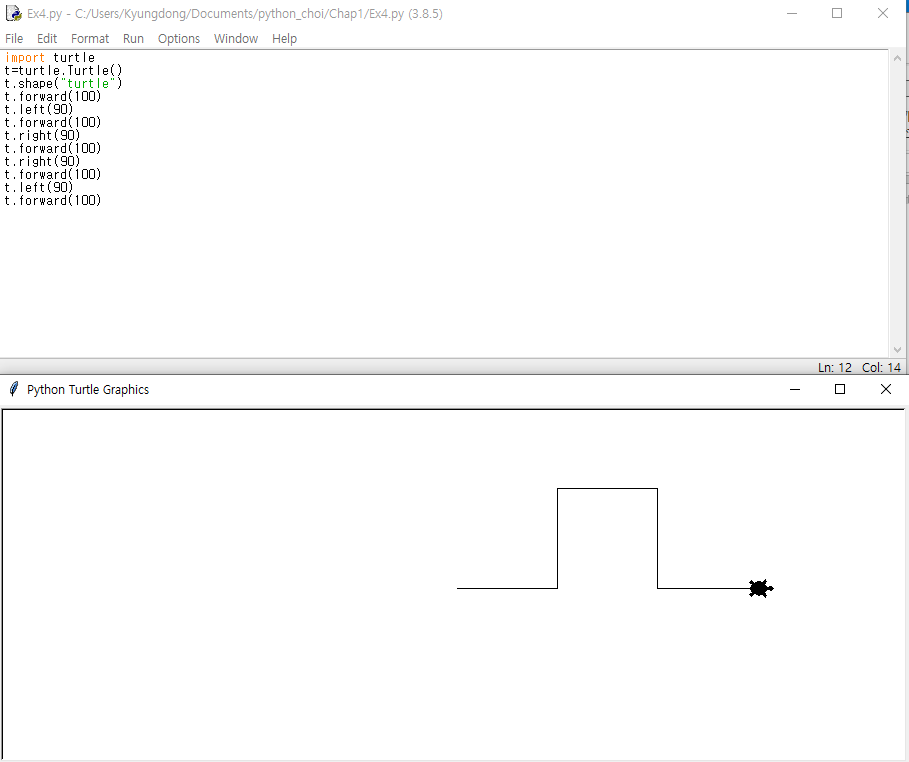 Ex4.py - C:/Users/Kyungdong/Documents/python_choi/Chap1/Ex4.py (3.8.5)
File Edit Format Run Options Window Help
import turtle
t=turtle.Turtle()
t.shape("turtle")
t.forward(100)
t.left(90)
t.forward(100)
t.right(90)
t.forward(100)
t.right(90)
t.forward(100)
t.left(90)
t.forward(100)
Ln: 12 Col: 14
Python Turtle Graphics